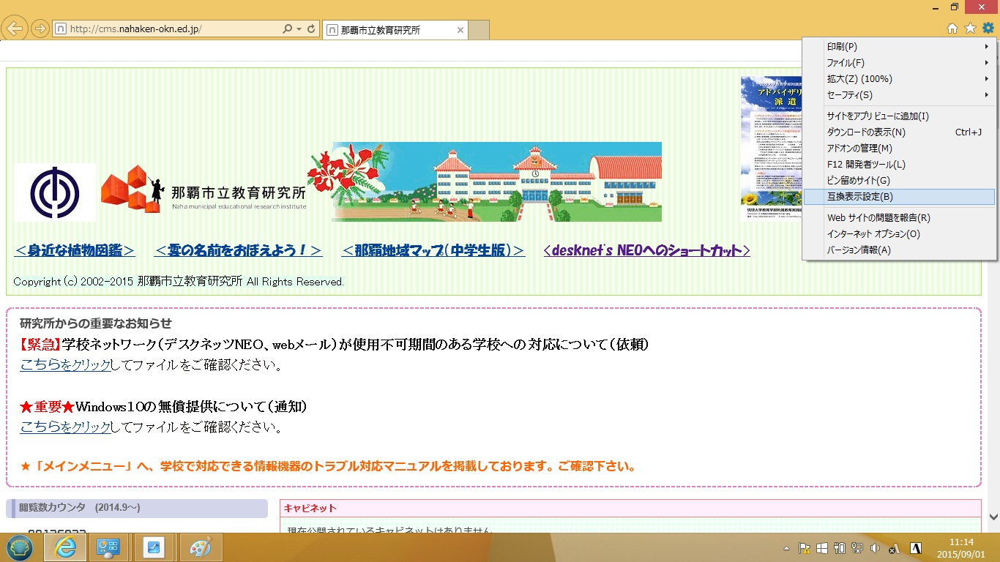 http://cms.nahaken-okn.ed.jp/
那覇市立教育研究所
印刷(P)
ファイル(F)
拡大(Z) (100%)
セーフティ(S)
サイトをアプリ ビューに追加(I)
ダウンロードの表示(N) Ctrl+J
アドオンの管理(M)
F12 開発者ツール(L)
ピン留めサイト(G)
互換表示設定(B)
Web サイトの問題を報告(R)
インターネット オプション(O)
バージョン情報(A)
アドバイザリ
派 遣
那覇市立教育研究所
Naha municipal educational research institute
＜身近な植物図鑑＞ ＜雲の名前をおぼえよう！＞ ＜那覇地域マップ（中学生版）＞ ＜desknet's NEOへのショートカット＞
Copyright (c) 2002-2015 那覇市立教育研究所 All Rights Reserved.
研究所からの重要なお知らせ
【緊急】学校ネットワーク（デスクネッツNEO、webメール）が使用不可期間のある学校への対応について（依頼）
こちらをクリックしてファイルをご確認ください。
★重要★Windows10の無償提供について（通知）
こちらをクリックしてファイルをご確認ください。
★「メインメニュー」へ、学校で対応できる情報機器のトラブル対応マニュアルを掲載しております。ご確認下さい。
閲覧数カウンタ (2014.9～)
キャビネット
現在公開されているキャビネットはありません
11:14
2015/09/01